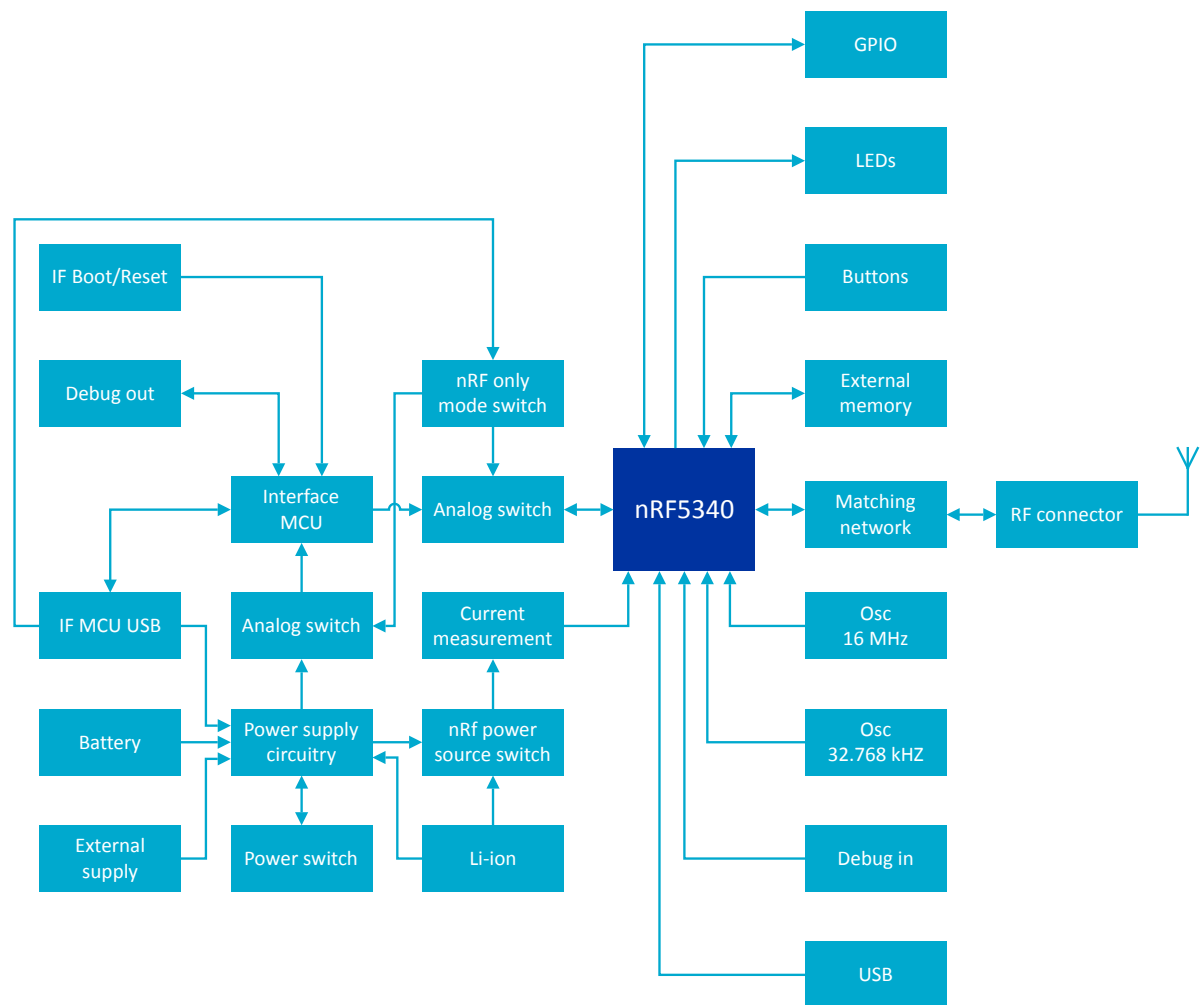 GPIO
LEDs
IF Boot/Reset
Buttons
Debug out
nRF only
mode switch
External
memory
Interface
MCU
Analog switch
nRF5340
Matching
network
RF connector
IF MCU USB
Analog switch
Current
measurement
Osc
16 MHz
Battery
Power supply
circuitry
nRf power
source switch
Osc
32.768 kHZ
External
supply
Power switch
Li-ion
Debug in
USB